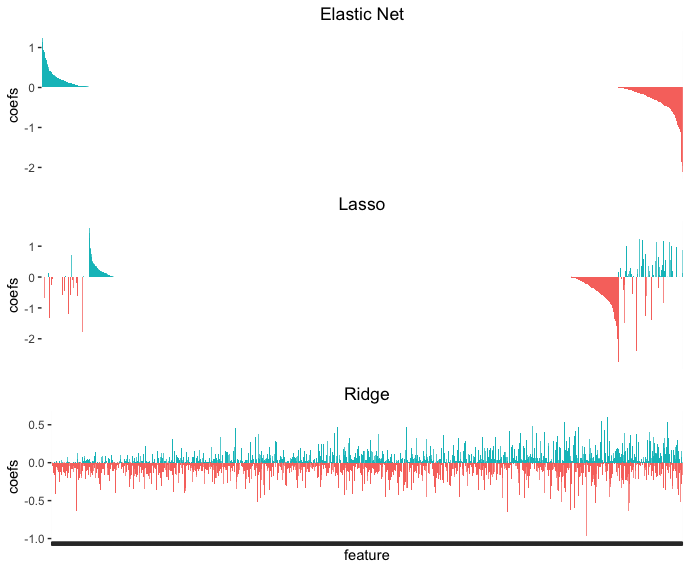 Elastic Net
coefs
1
0
-1
-2
Lasso
coefs
1
0
-1
-2
Ridge
coefs
0.5
0.0
-0.5
-1.0
feature